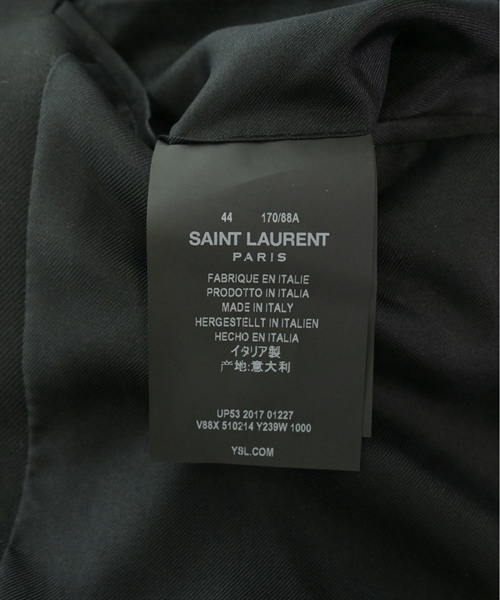 44 170/88A
SAINT LAURENT
PARIS
FABRIQUE EN ITALIE
PRODOTTO IN ITALIA
MADE IN ITALY
HERGESTELLT IN ITALIEN
HECHO EN ITALIA
イタリア製
产地:意大利
UP53 2017 01227
V88X 510214 Y239W 1000
YSL.COM